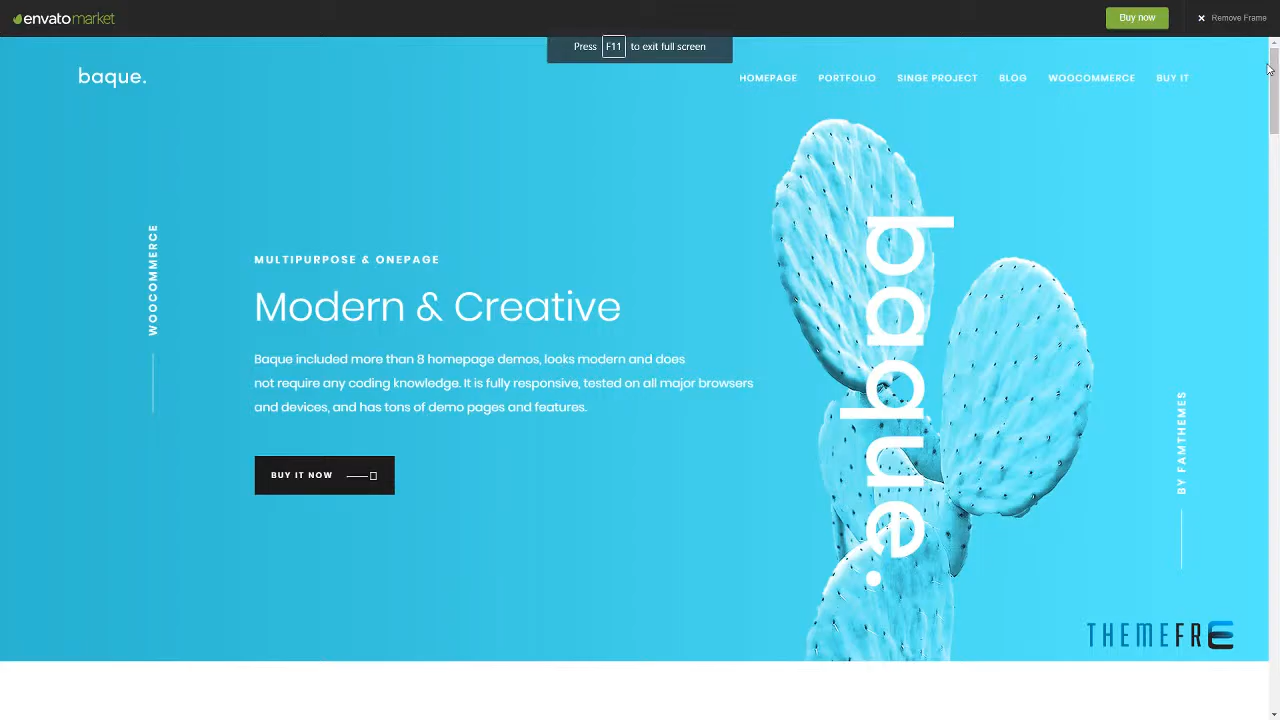 envato market
Buy now
Remove Frame
Press F11 to exit full screen
baque.
HOMEPAGE
PORTFOLIO
SINGE PROJECT
BLOG
WOOCOMMERCE
BUY IT
WOOCOMMERCE
MULTIPURPOSE & ONEPAGE
Modern & Creative
Baque included more than 8 homepage demos, looks modern and does
not require any coding knowledge. It is fully responsive, tested on all major browsers
and devices, and has tons of demo pages and features.
BUY IT NOW
baque.
BY FAMTHEMES
THEMEFRE